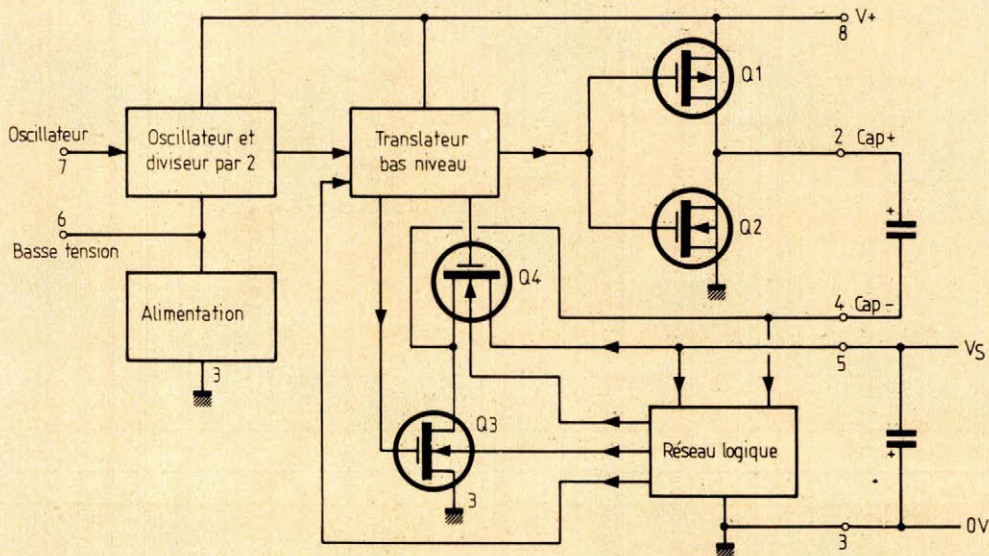 V+
8
Q1
Oscillateur
7
Oscillateur et
diviseur par 2
Translateur
bas niveau
2 Cap+
+
6
Basse tension
Q2
Q4
Alimentation
4 Cap-
3
5
VS
Q3
Réseau logique
+
3
3
0V